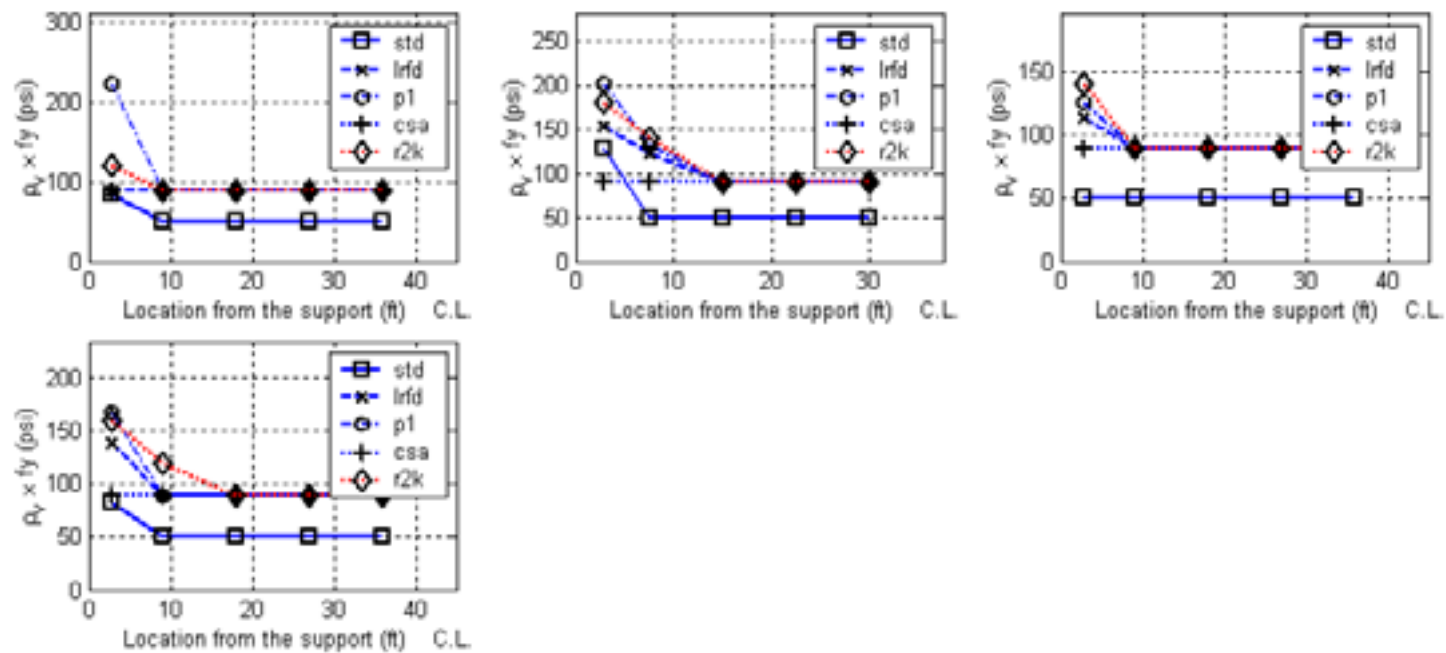 300
200
100
0
ρv × fy (psi)
std
lrfd
p1
csa
r2k
0 10 20 30 40
Location from the support (ft) C.L.
250
200
150
100
50
0
ρv × fy (psi)
std
lrfd
p1
csa
r2k
0 10 20 30
Location from the support (ft) C.L.
150
100
50
0
ρv × fy (psi)
std
lrfd
p1
csa
r2k
0 10 20 30 40
Location from the support (ft) C.L.
200
150
100
50
0
ρv × fy (psi)
std
lrfd
p1
csa
r2k
0 10 20 30 40
Location from the support (ft) C.L.